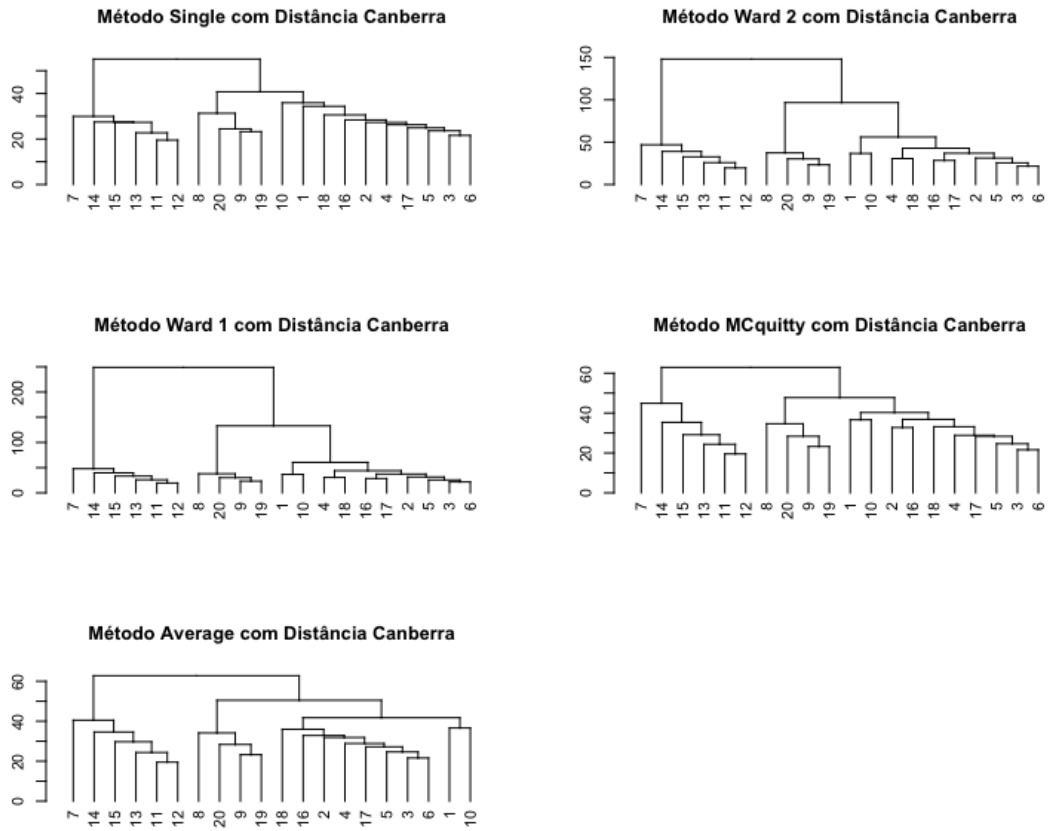 Método Single com Distância Canberra
0 20 40
7 14 15 13 11 12 8 20 9 19 10 1 18 16 2 4 17 5 3 6
Método Ward 2 com Distância Canberra
0 50 100 150
7 14 15 13 11 12 8 20 9 19 1 10 4 18 16 17 2 5 3 6
Método Ward 1 com Distância Canberra
0 100 200
7 14 15 13 11 12 8 20 9 19 1 10 4 18 16 17 2 5 3 6
Método MCquitty com Distância Canberra
0 20 40 60
7 14 15 13 11 12 8 20 9 19 1 10 2 16 18 4 17 5 3 6
Método Average com Distância Canberra
0 20 40 60
7 14 15 13 11 12 8 20 9 19 18 16 2 4 17 5 3 6 1 10